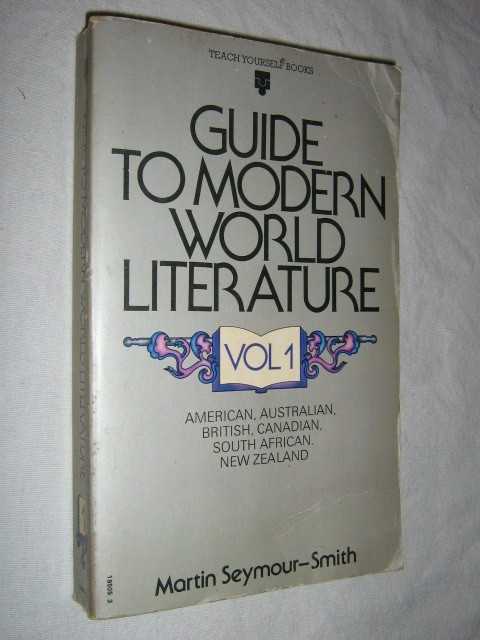 TEACH YOURSELF BOOKS
GUIDE
TO MODERN
WORLD
LITERATURE
VOL 1
AMERICAN, AUSTRALIAN,
BRITISH, CANADIAN,
SOUTH AFRICAN.
NEW ZEALAND
Martin Seymour-Smith